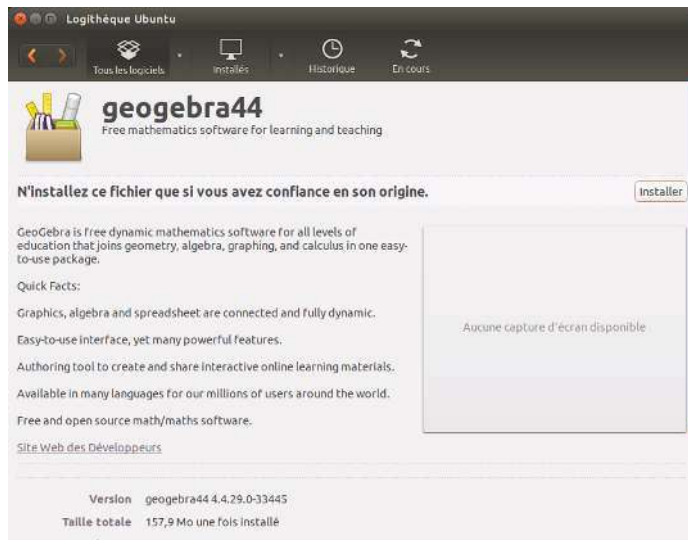 Logithèque Ubuntu
Tous les logiciels
Installés
Historique
En cours
geogebra44
Free mathematics software for learning and teaching
N'installez ce fichier que si vous avez confiance en son origine.
Installer
GeoGebra is free dynamic mathematics software for all levels of
education that joins geometry, algebra, graphing, and calculus in one easy-
to-use package.
Quick Facts:
Graphics, algebra and spreadsheet are connected and fully dynamic.
Easy-to-use interface, yet many powerful features.
Authoring tool to create and share interactive online learning materials.
Available in many languages for our millions of users around the world.
Free and open source math/maths software.
Aucune capture d'écran disponible
Site Web des Développeurs
Version geogebra44 4.4.29.0-33445
Taille totale 157,9 Mo une fois installé